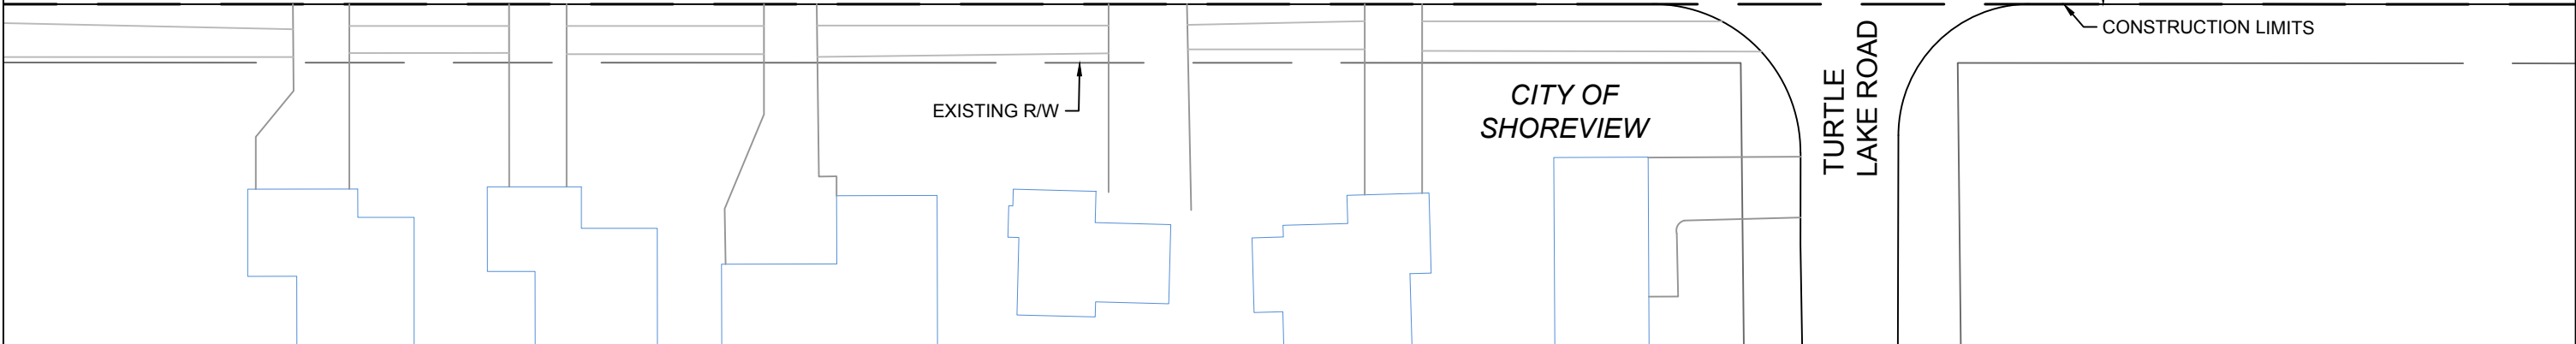 CONSTRUCTION LIMITS
EXISTING R/W
CITY OF
SHOREVIEW
TURTLE
LAKE ROAD